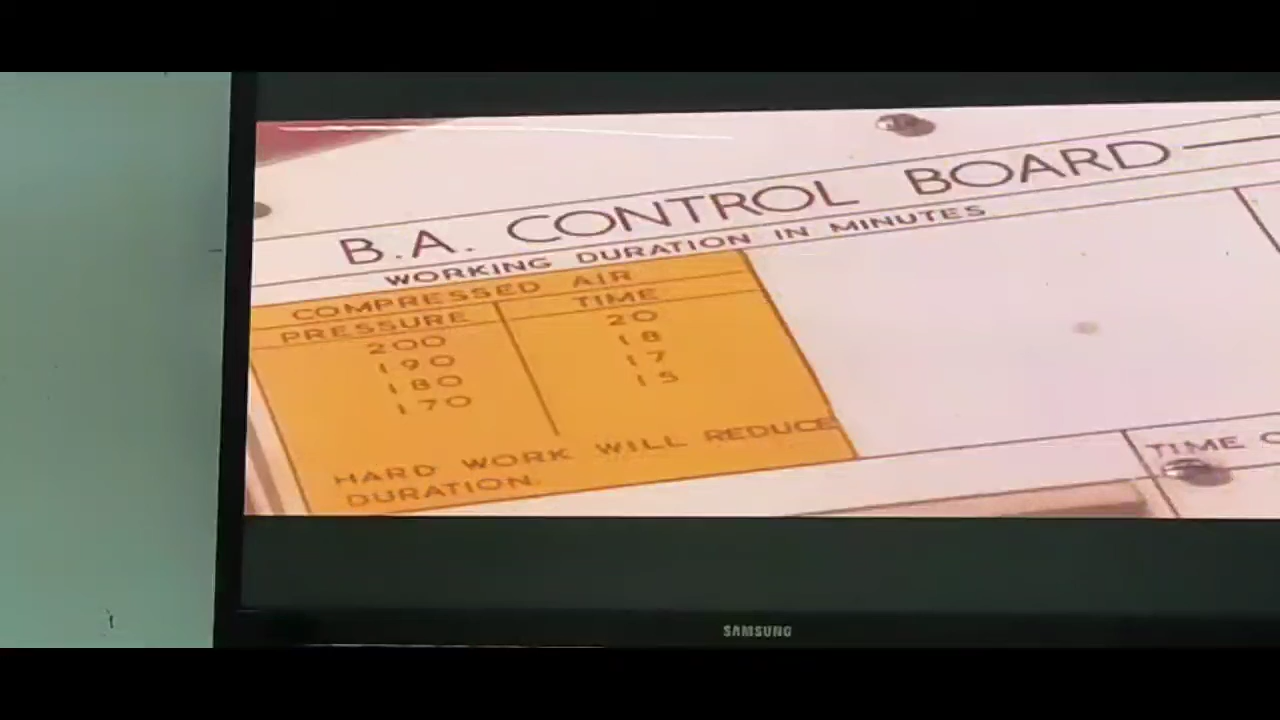 B.A. CONTROL BOARD
WORKING DURATION IN MINUTES
COMPRESSED AIR
PRESSURE TIME
200 20
190 18
180 17
170 15
HARD WORK WILL REDUCE
DURATION.
TIME
SAMSUNG